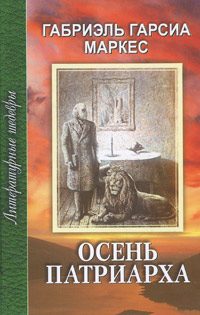 ГАБРИЭЛЬ ГАРСИА
МАРКЕС
Литературные шедевры
ОСЕНЬ
ПАТРИАРХА